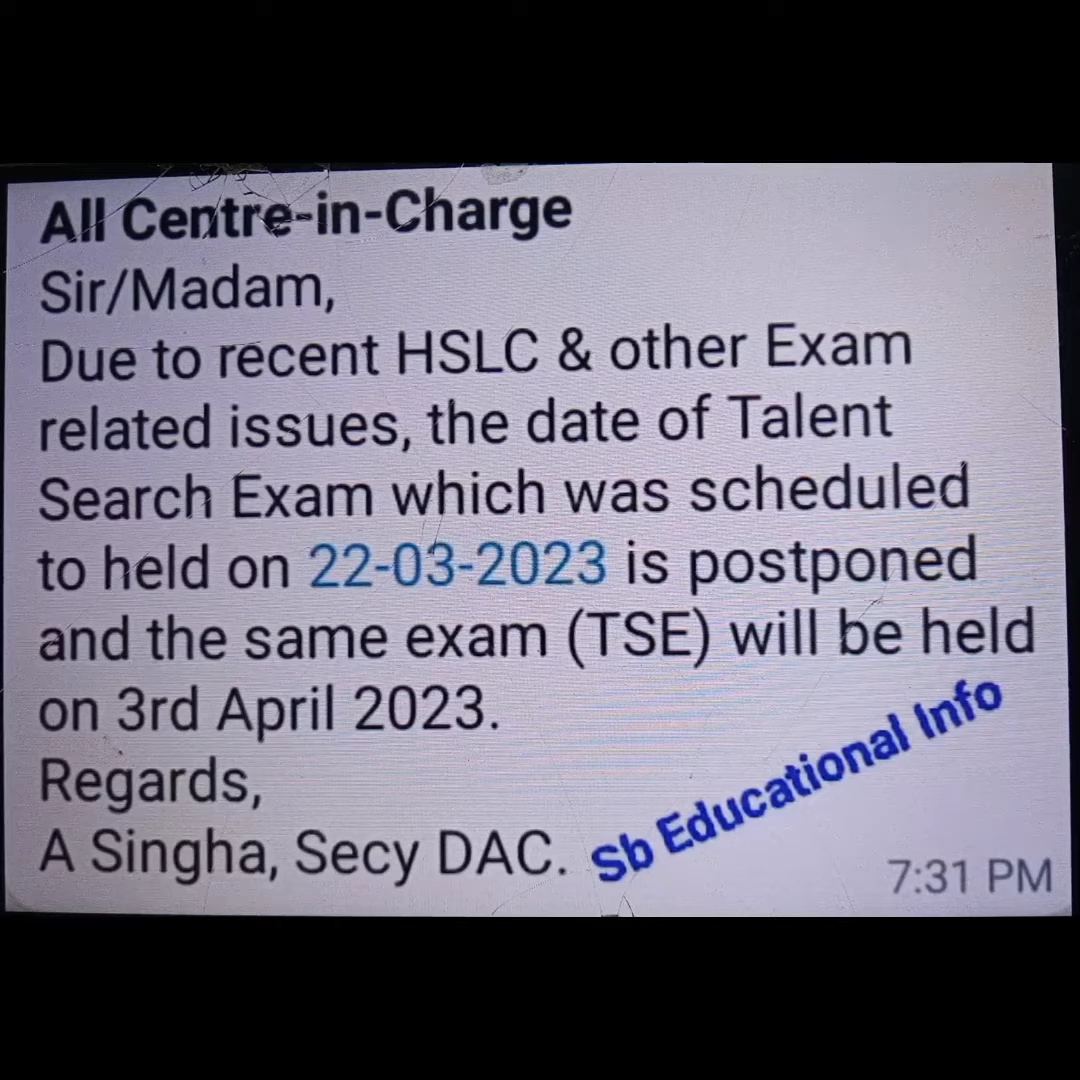 All Centre-in-Charge
Sir/Madam,
Due to recent HSLC & other Exam
related issues, the date of Talent
Search Exam which was scheduled
to held on 22-03-2023 is postponed
and the same exam (TSE) will be held
on 3rd April 2023.
Regards,
A Singha, Secy DAC.
Sb Educational Info
7:31 PM